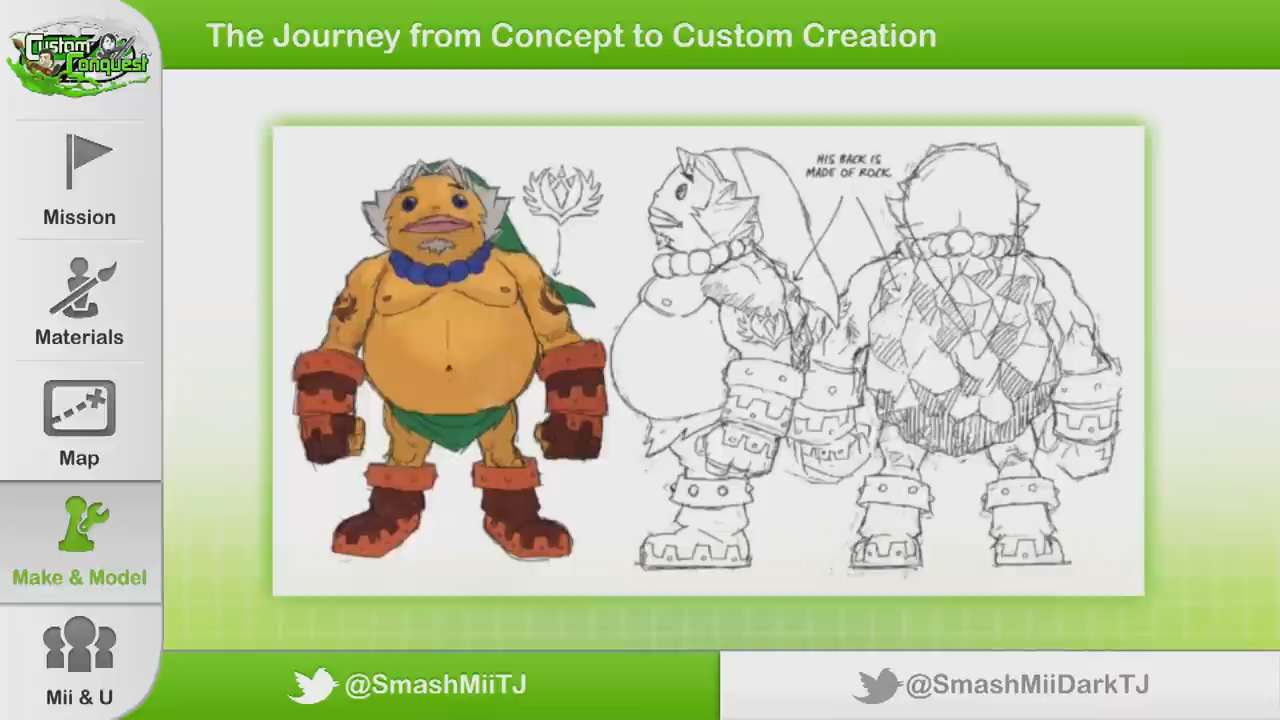 Custom
Conquest
The Journey from Concept to Custom Creation
Mission
Materials
Map
Make & Model
Mii & U
HIS BACK IS
MADE OF ROCK.
@SmashMiiTJ
@SmashMiiDarkTJ